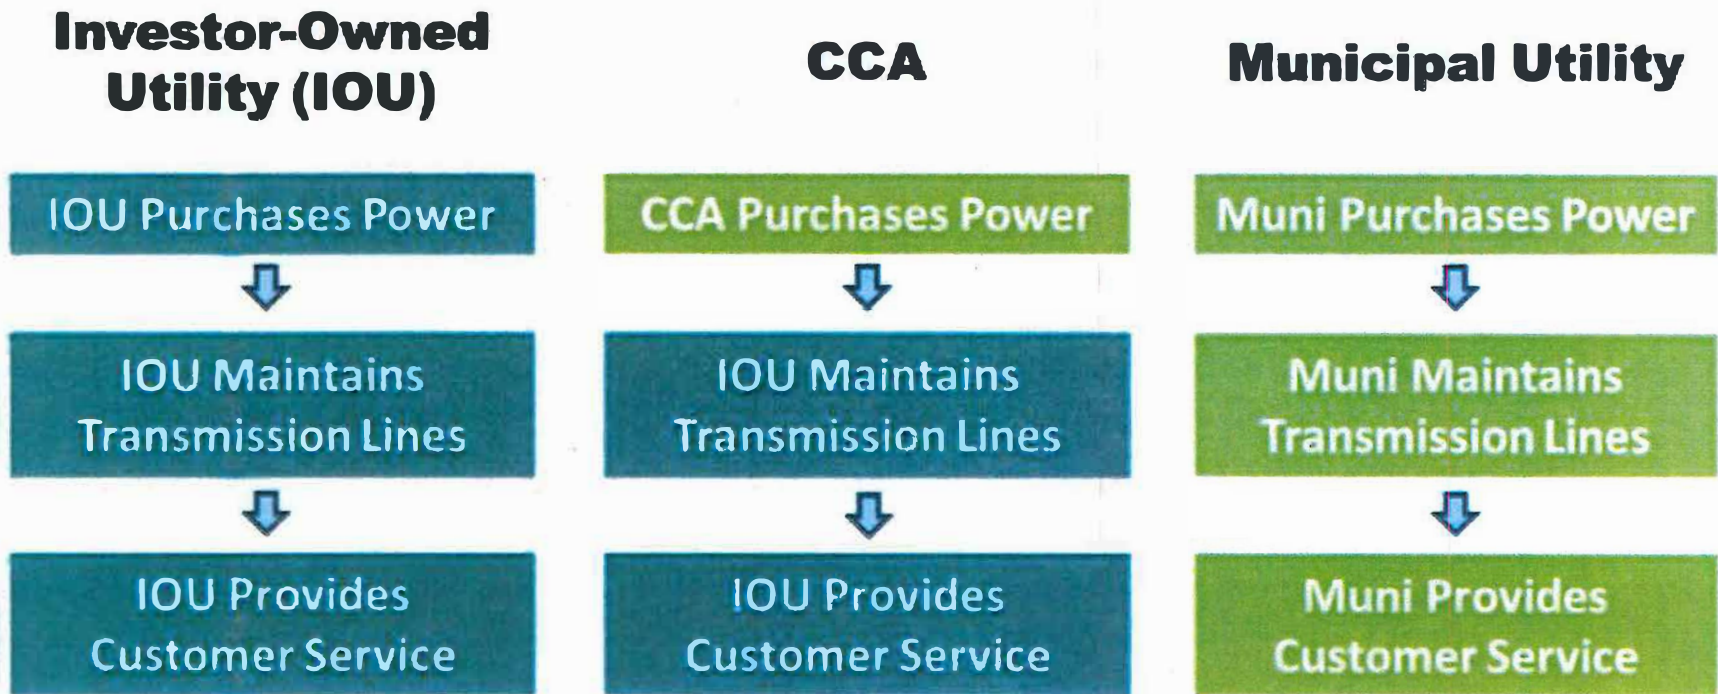 Investor-Owned
Utility (IOU)
CCA
Municipal Utility
IOU Purchases Power
CCA Purchases Power
Muni Purchases Power
IOU Maintains
Transmission Lines
IOU Maintains
Transmission Lines
Muni Maintains
Transmission Lines
IOU Provides
Customer Service
IOU Provides
Customer Service
Muni Provides
Customer Service